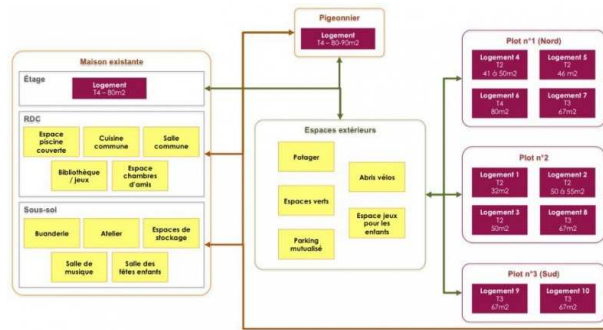 Pigeonnier
Logement
T4 – 80-90m2
Maison existante
Étage
Logement
T4 – 80m2
RDC
Espace
piscine
couverte
Cuisine
commune
Salle
commune
Bibliothèque
/ jeux
Espace
chambres
d'amis
Sous-sol
Buanderie
Atelier
Espaces de
stockage
Salle de
musique
Salle des
fêtes enfants
Espaces extérieurs
Potager
Abris vélos
Espaces verts
Espace jeux
pour les
enfants
Parking
mutualisé
Plot n°1 (Nord)
Logement 4
T2
41 à 50m2
Logement 5
T2
46 m2
Logement 6
T4
80m2
Logement 7
T3
67m2
Plot n°2
Logement 1
T2
32m2
Logement 2
T2
50 à 55m2
Logement 3
T2
50m2
Logement 8
T3
67m2
Plot n°3 (Sud)
Logement 9
T3
67m2
Logement 10
T3
67m2